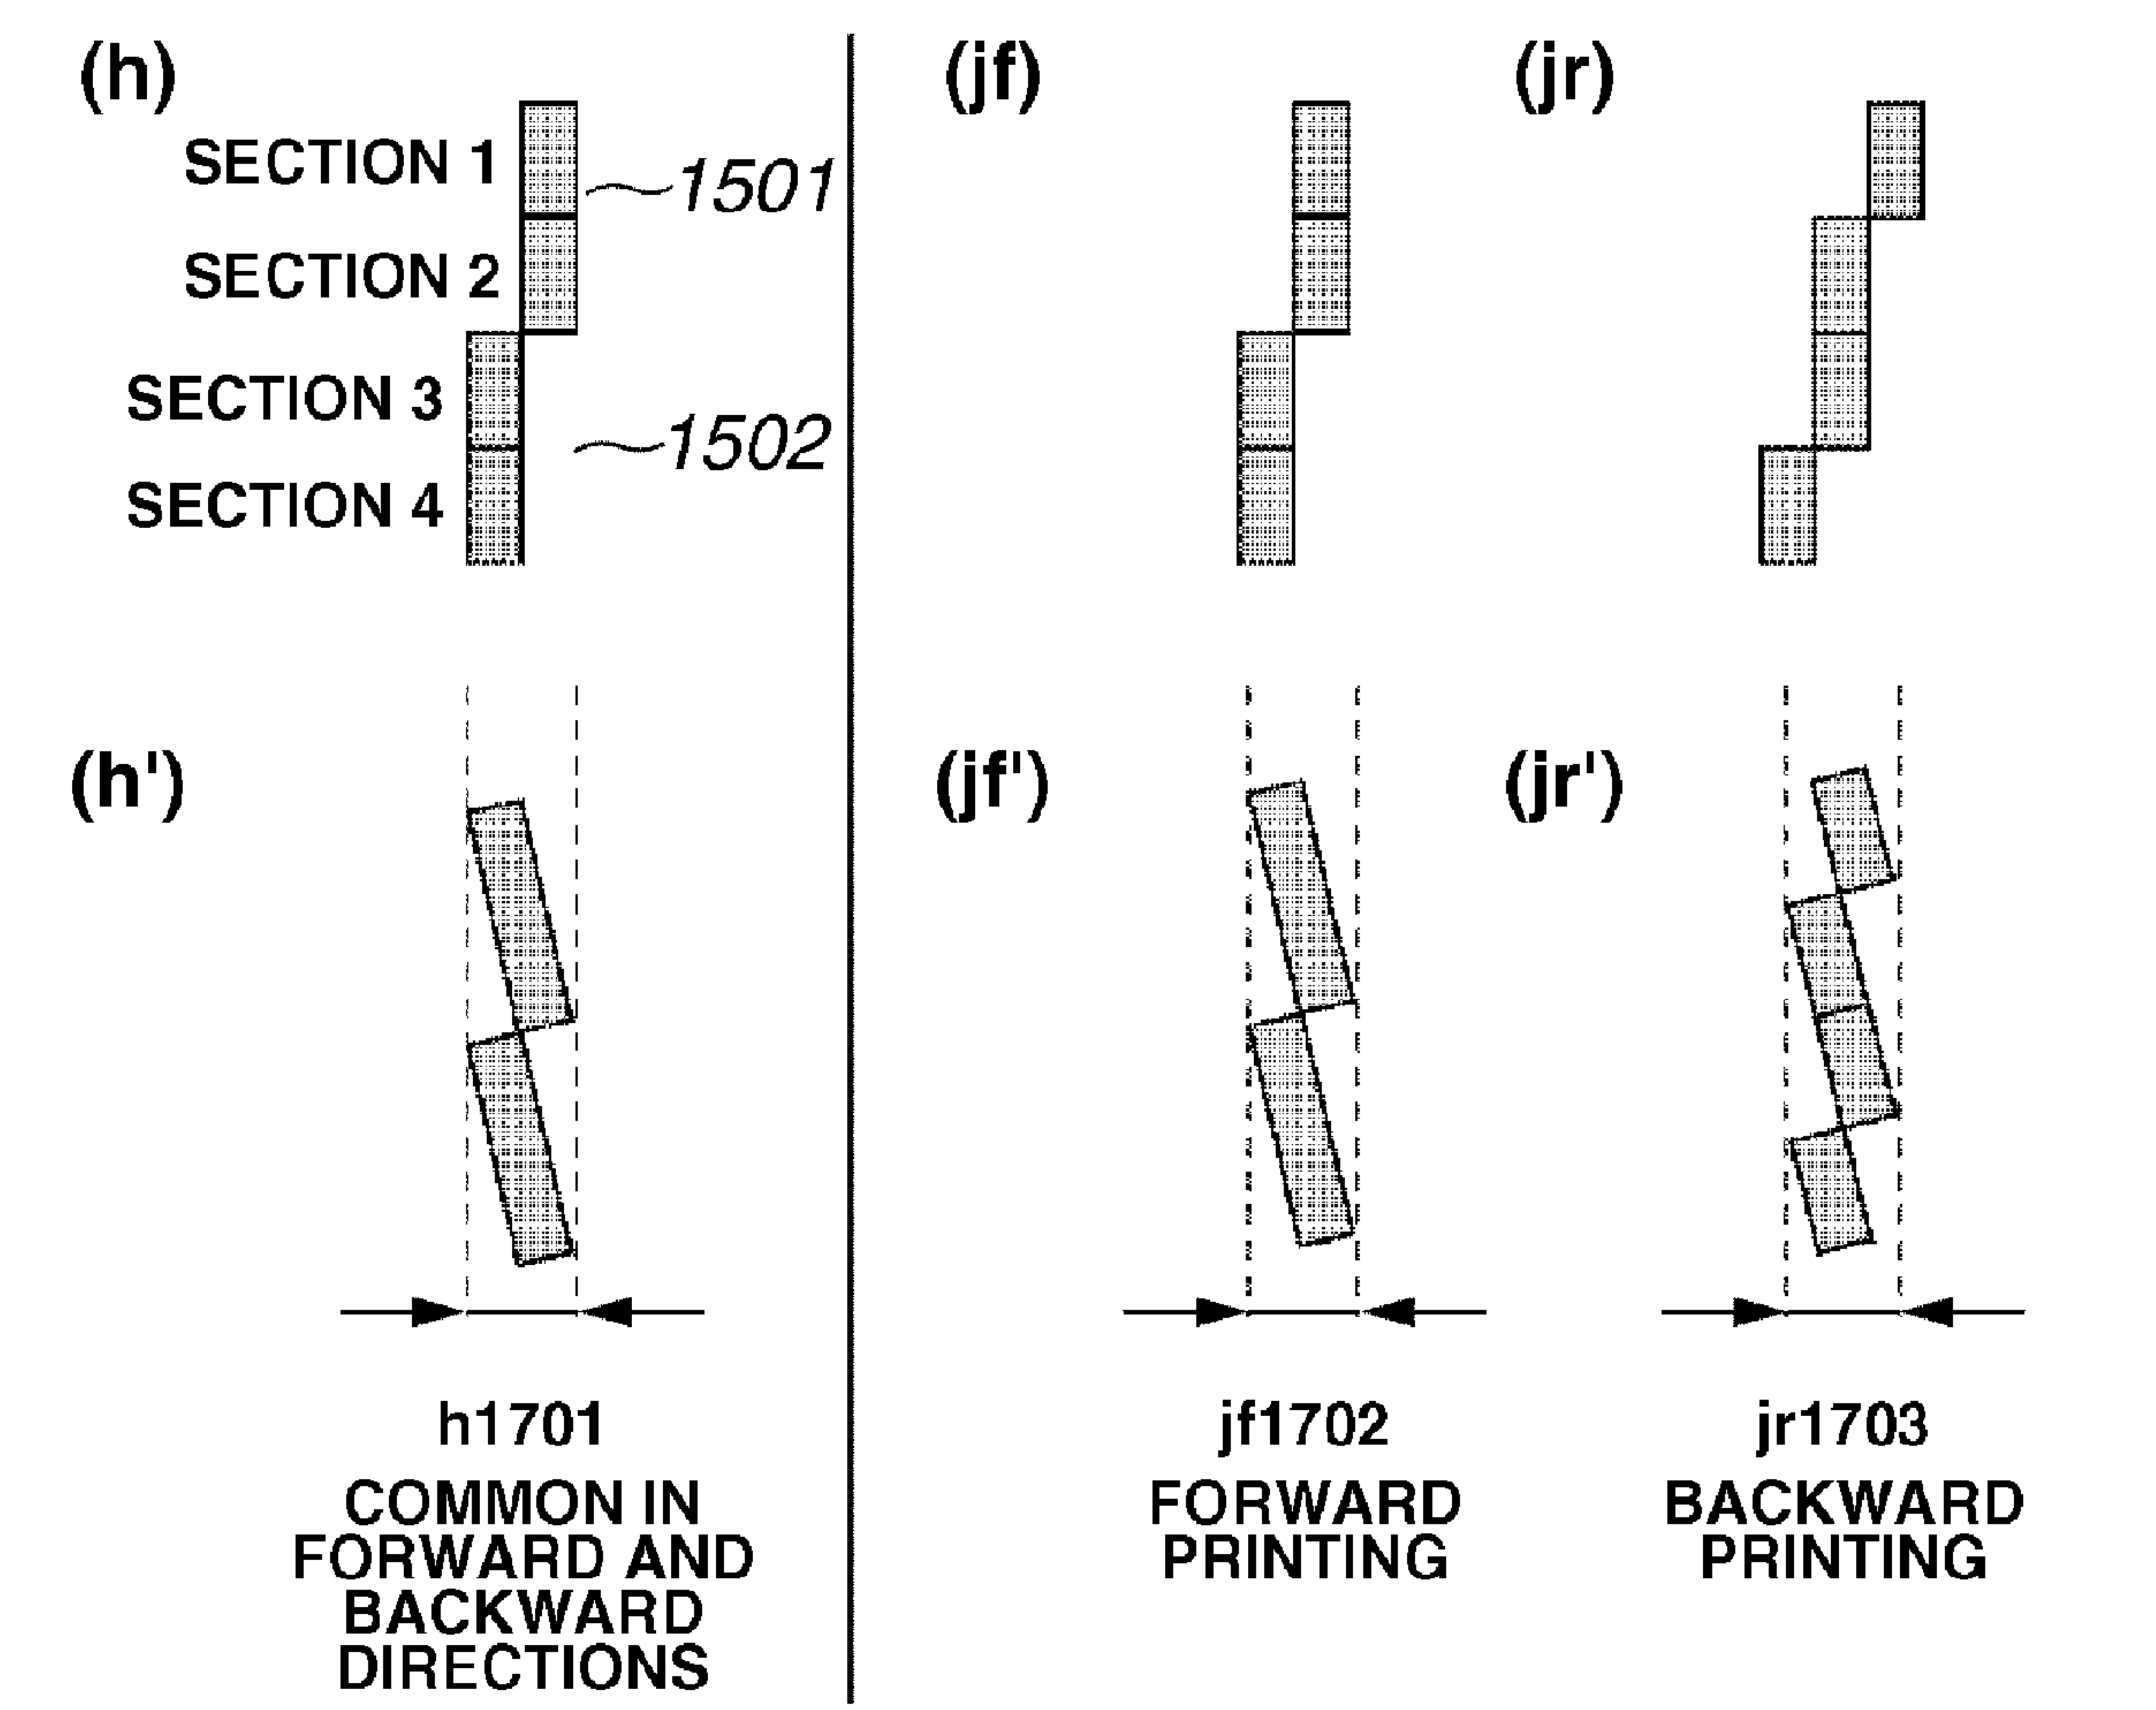 (h)
SECTION 1
1501
SECTION 2
SECTION 3
1502
SECTION 4
(jf)
(jr)
(h')
(jf')
(jr')
h1701
COMMON IN
FORWARD AND
BACKWARD
DIRECTIONS
jf1702
FORWARD
PRINTING
jr1703
BACKWARD
PRINTING